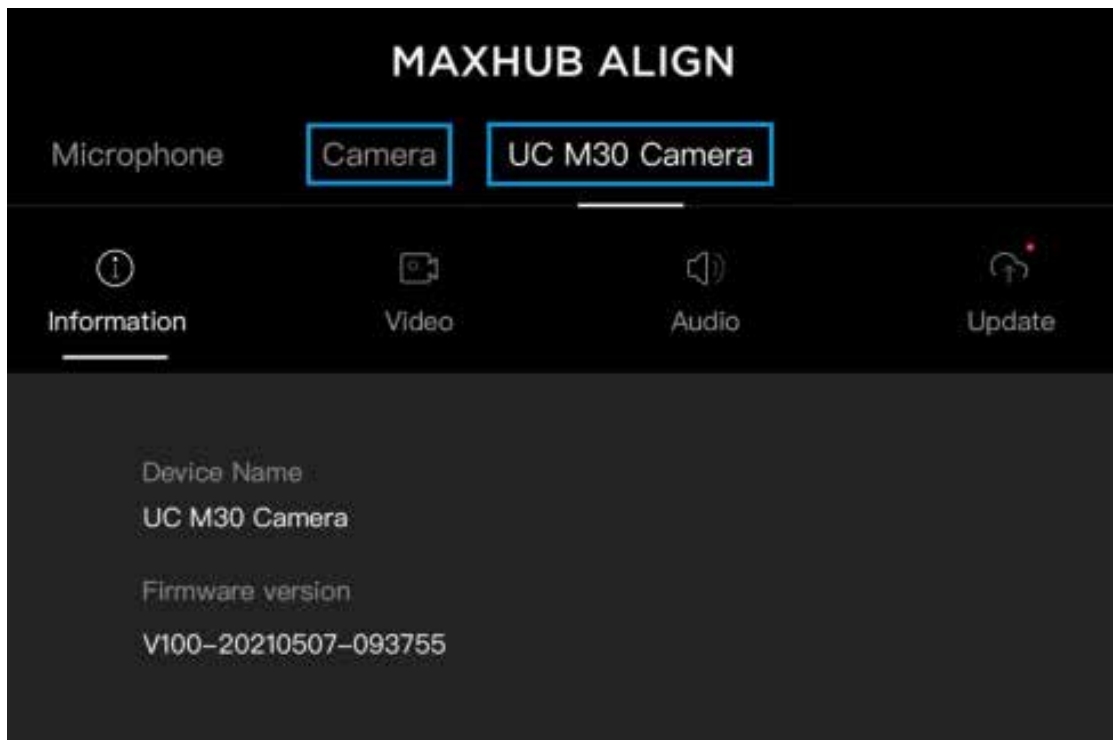 MAXHUB ALIGN
Microphone Camera UC M30 Camera
Information Video Audio Update
Device Name
UC M30 Camera
Firmware version
V100-20210507-093755